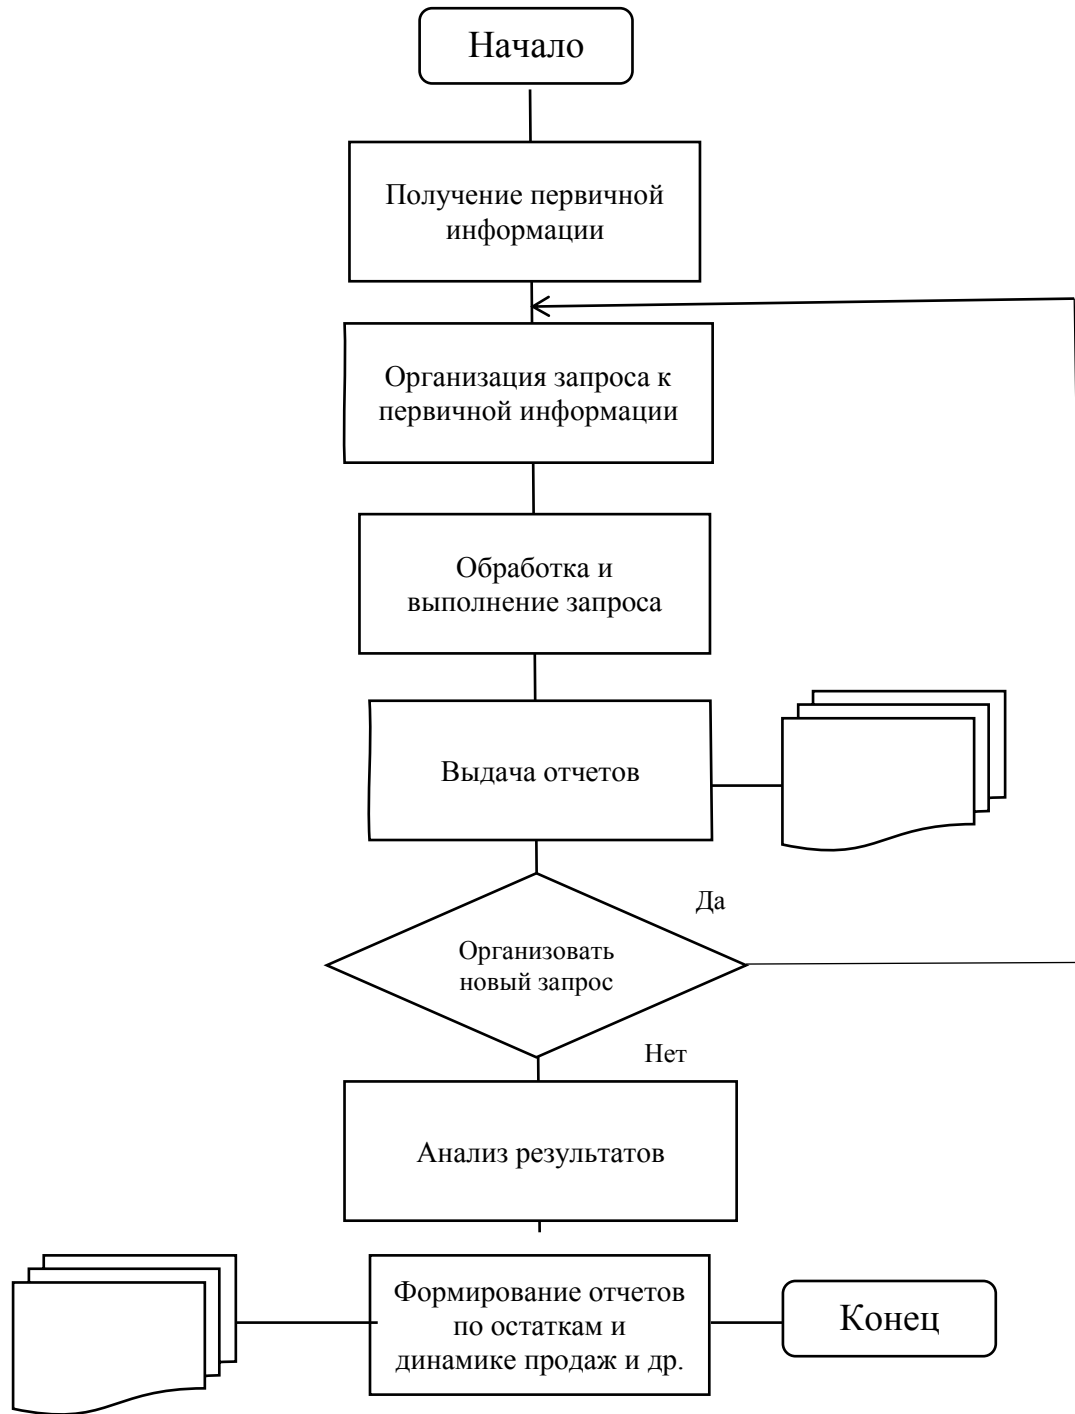 Начало
Получение первичной
информации
Организация запроса к
первичной информации
Обработка и
выполнение запроса
Выдача отчетов
Да
Организовать
новый запрос
Нет
Анализ результатов
Формирование отчетов
по остаткам и
динамике продаж и др.
Конец